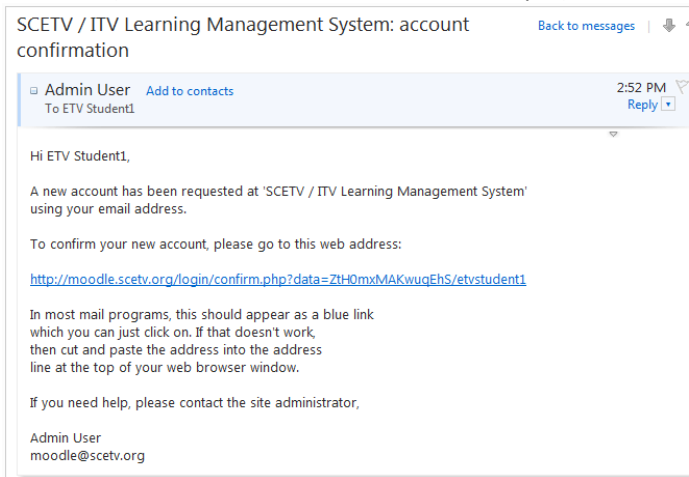 SCETV / ITV Learning Management System: account
confirmation
Back to messages
Admin User Add to contacts
To ETV Student1
2:52 PM
Reply
Hi ETV Student1,
A new account has been requested at 'SCETV / ITV Learning Management System'
using your email address.
To confirm your new account, please go to this web address:
http://moodle.scetv.org/login/confirm.php?data=ZtH0mxMAKwuqEhS/etvstudent1
In most mail programs, this should appear as a blue link
which you can just click on. If that doesn't work,
then cut and paste the address into the address
line at the top of your web browser window.
If you need help, please contact the site administrator,
Admin User
moodle@scetv.org